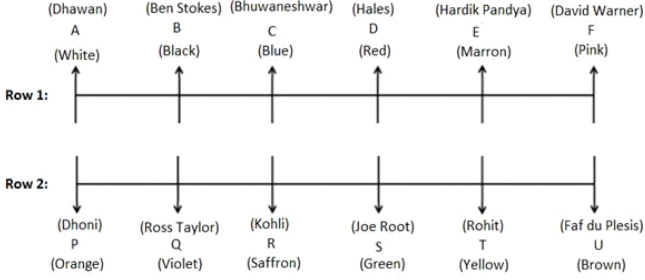 (Dhawan) (Ben Stokes) (Bhuwaneshwar) (Hales) (Hardik Pandya) (David Warner)
A B C D E F
(White) (Black) (Blue) (Red) (Marron) (Pink)
Row 1:
Row 2:
(Dhoni) (Ross Taylor) (Kohli) (Joe Root) (Rohit) (Faf du Plesis)
P Q R S T U
(Orange) (Violet) (Saffron) (Green) (Yellow) (Brown)